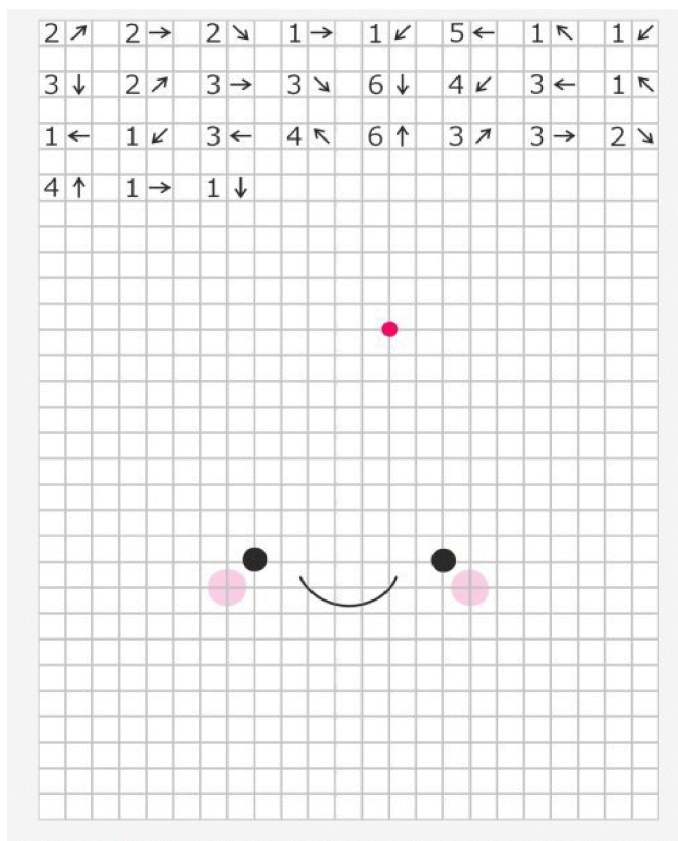 2 ↗ 2 → 2 ↘ 1 → 1 ↙ 5 ← 1 ↖ 1 ↙
3 ↓ 2 ↗ 3 → 3 ↘ 6 ↓ 4 ↙ 3 ← 1 ↖
1 ← 1 ↙ 3 ← 4 ↖ 6 ↑ 3 ↗ 3 → 2 ↘
4 ↑ 1 → 1 ↓